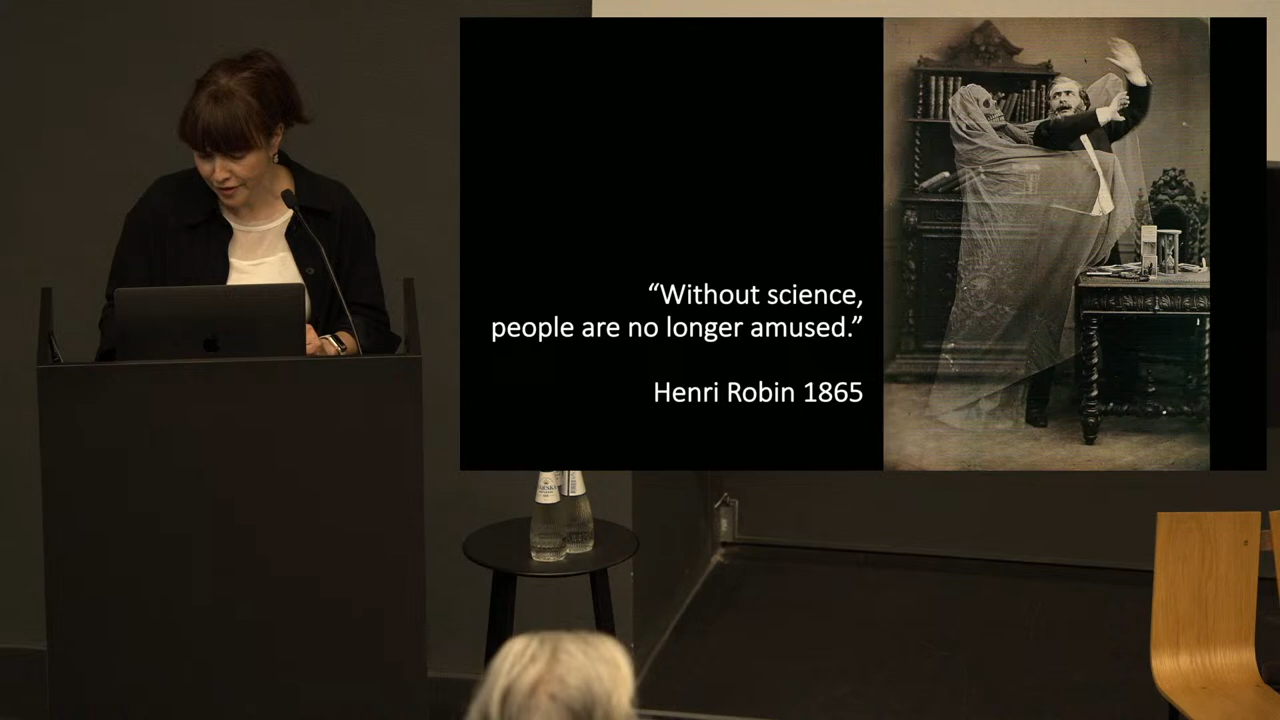 “Without science,
people are no longer amused.”
Henri Robin 1865